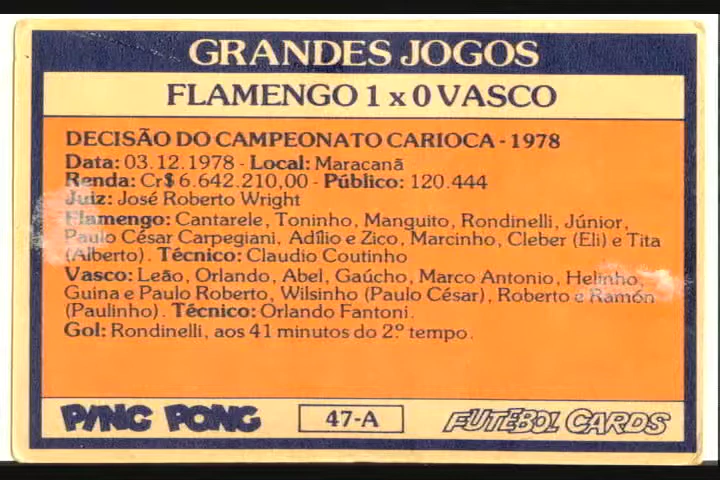 GRANDES JOGOS
FLAMENGO 1 x 0 VASCO
DECISÃO DO CAMPEONATO CARIOCA - 1978
Data: 03.12.1978 - Local: Maracanã
Renda: Cr$ 6.642.210,00 - Público: 120.444
Juiz: José Roberto Wright
Flamengo: Cantarele, Toninho, Manguito, Rondinelli, Júnior,
Paulo César Carpegiani, Adílio e Zico, Marcinho, Cleber (Eli) e Tita
(Alberto). Técnico: Claudio Coutinho
Vasco: Leão, Orlando, Abel, Gaúcho, Marco Antonio, Helinho,
Guina e Paulo Roberto, Wilsinho (Paulo César), Roberto e Ramón
(Paulinho). Técnico: Orlando Fantoni.
Gol: Rondinelli, aos 41 minutos do 2º tempo.
PING PONG 47-A FUTEBOL CARDS